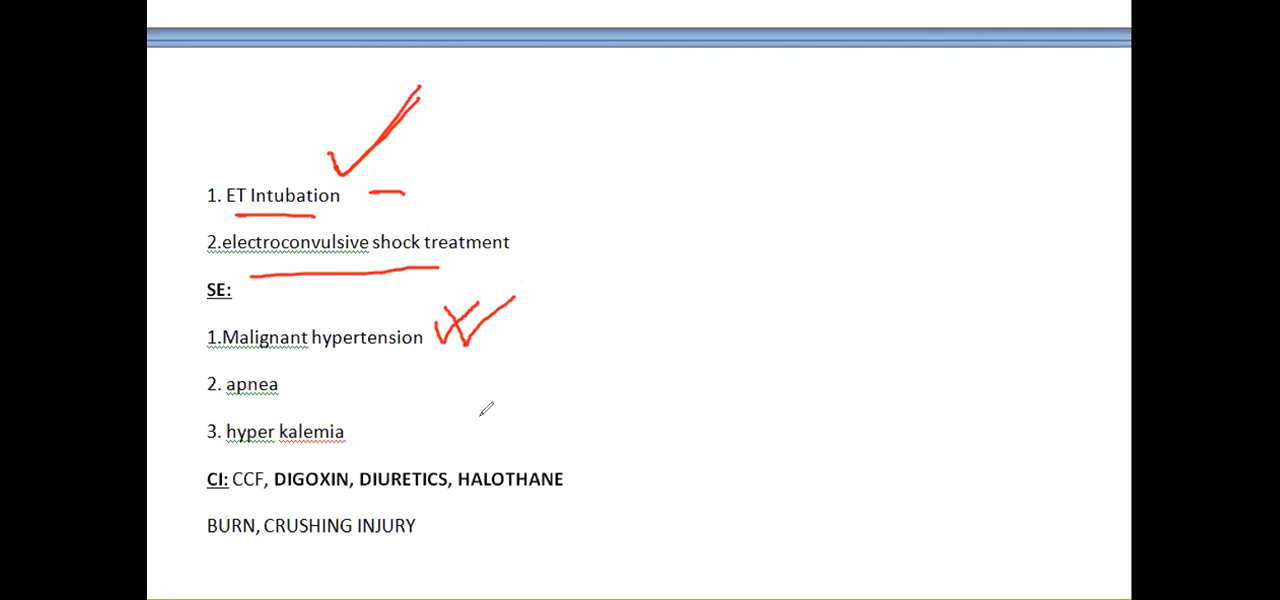 1. ET Intubation
2.electroconvulsive shock treatment
SE:
1.Malignant hypertension
2. apnea
3. hyper kalemia
CI: CCF, DIGOXIN, DIURETICS, HALOTHANE
BURN, CRUSHING INJURY